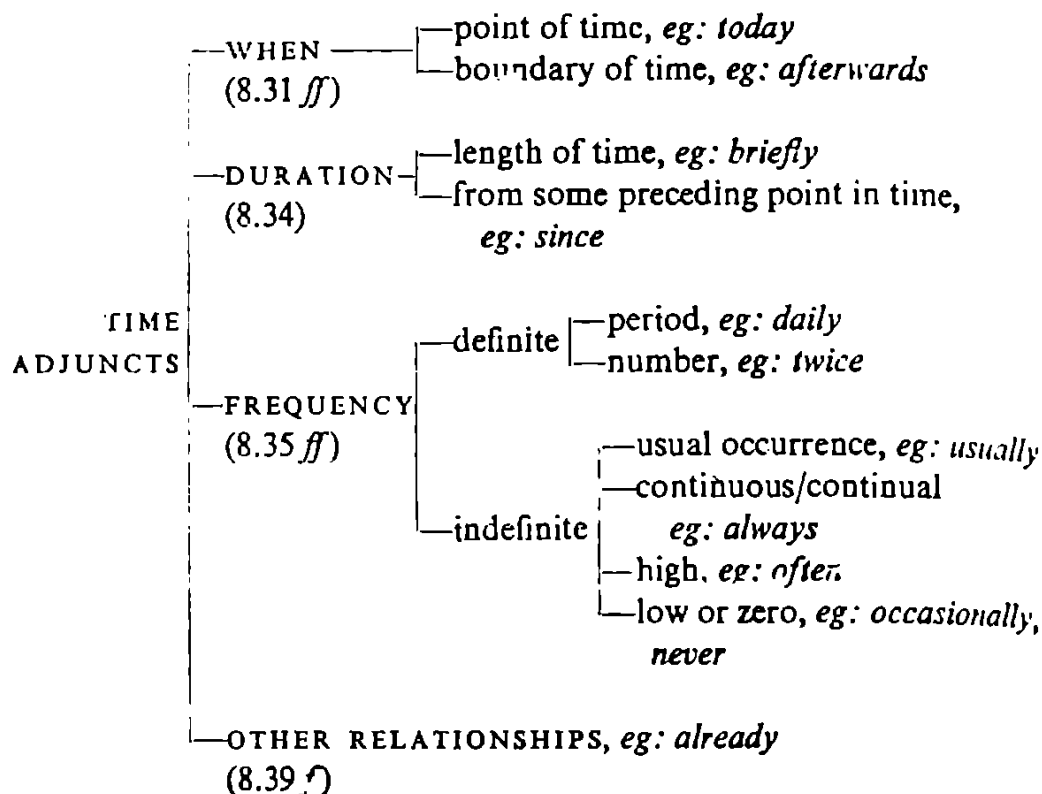 WHEN
(8.31 ff)
point of time, eg: today
boundary of time, eg: afterwards
DURATION
(8.34)
length of time, eg: briefly
from some preceding point in time,
eg: since
TIME
ADJUNCTS
FREQUENCY
(8.35 ff)
definite
period, eg: daily
number, eg: twice
indefinite
usual occurrence, eg: usually
continuous/continual
eg: always
high, eg: often
low or zero, eg: occasionally,
never
OTHER RELATIONSHIPS, eg: already
(8.39 f)